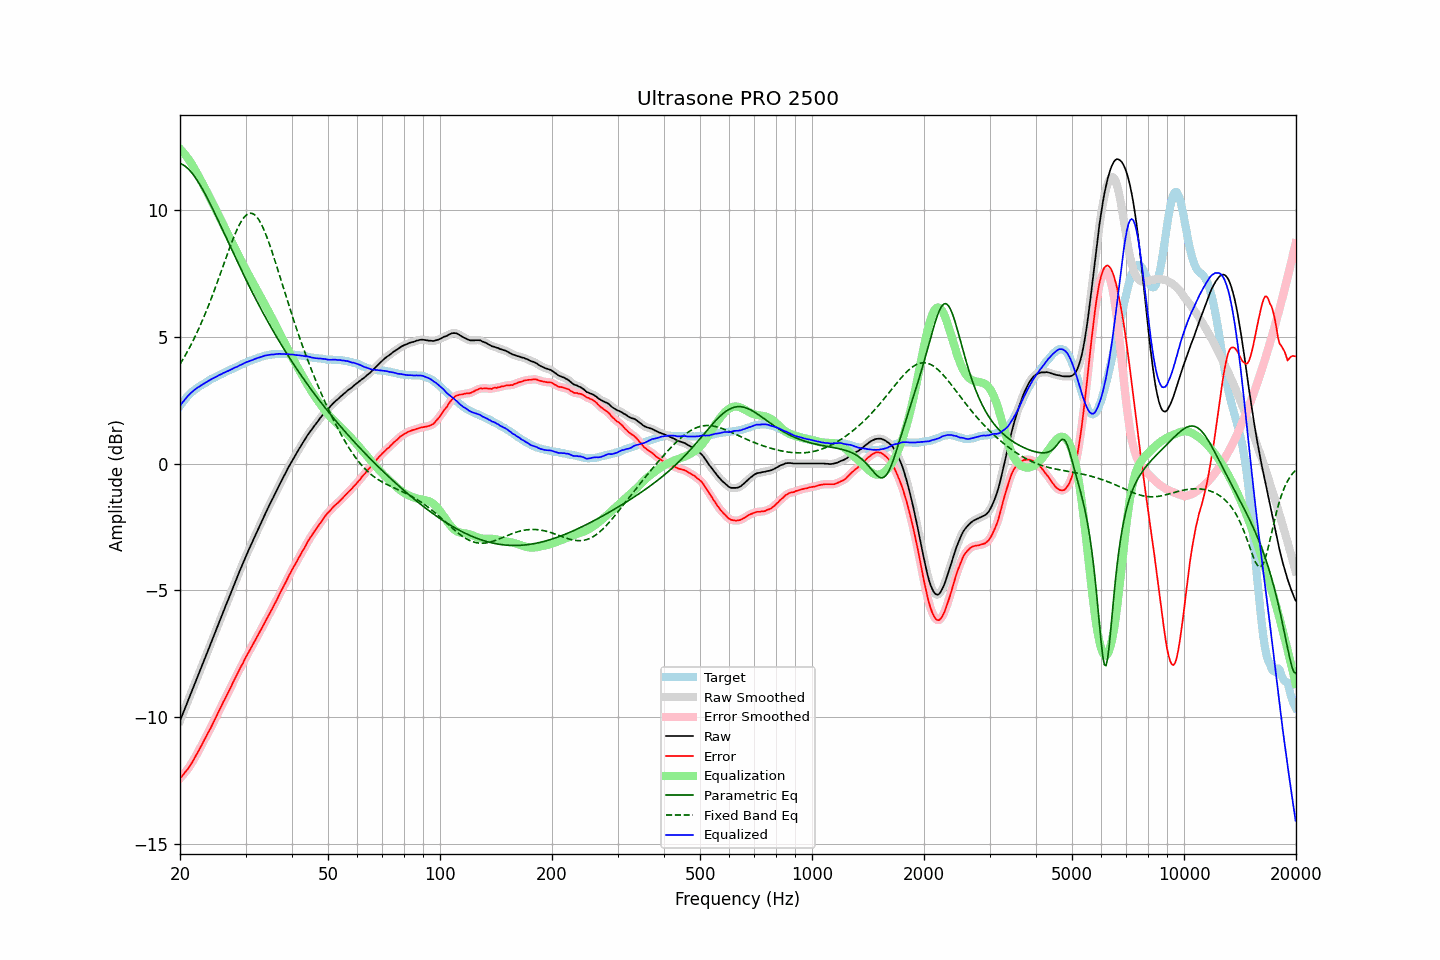 Ultrasone PRO 2500
Amplitude (dBr)
10
5
0
−5
−10
−15
Target
Raw Smoothed
Error Smoothed
Raw
Error
Equalization
Parametric Eq
Fixed Band Eq
Equalized
20 50 100 200 500 1000 2000 5000 10000 20000
Frequency (Hz)